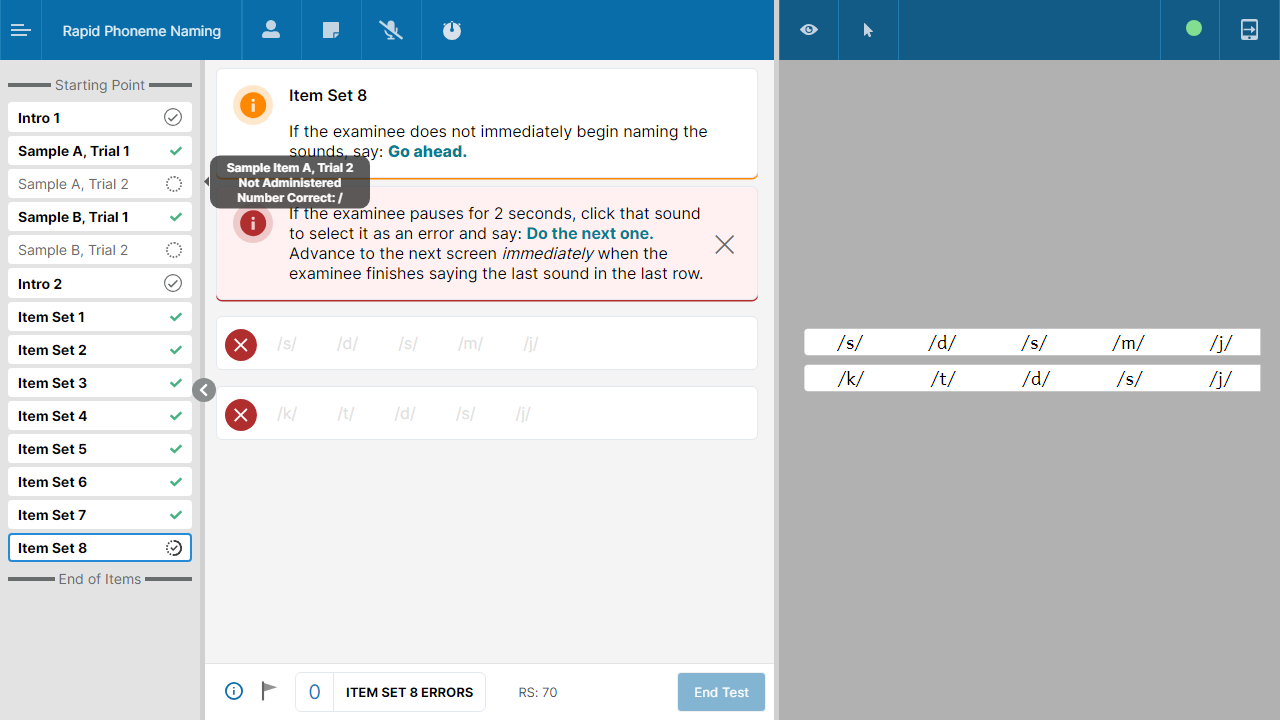 Rapid Phoneme Naming
Starting Point
Intro 1
Sample A, Trial 1
Sample A, Trial 2
Sample B, Trial 1
Sample B, Trial 2
Intro 2
Item Set 1
Item Set 2
Item Set 3
Item Set 4
Item Set 5
Item Set 6
Item Set 7
Item Set 8
End of Items
Sample Item A, Trial 2
Not Administered
Number Correct: /
Item Set 8
If the examinee does not immediately begin naming the
sounds, say: Go ahead.
If the examinee pauses for 2 seconds, click that sound
to select it as an error and say: Do the next one.
Advance to the next screen immediately when the
examinee finishes saying the last sound in the last row.
/s/ /d/ /s/ /m/ /j/
/k/ /t/ /d/ /s/ /j/
0 ITEM SET 8 ERRORS RS: 70 End Test
/s/ /d/ /s/ /m/ /j/
/k/ /t/ /d/ /s/ /j/